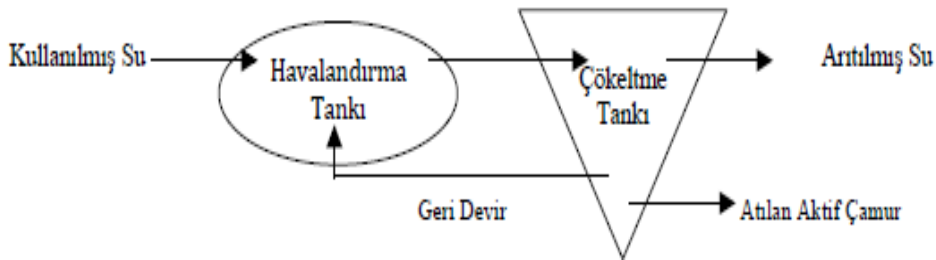 Kullanılmış Su
Havalandırma
Tankı
Çökeltme
Tankı
Arıtılmış Su
Geri Devir
Atılan Aktif Çamur